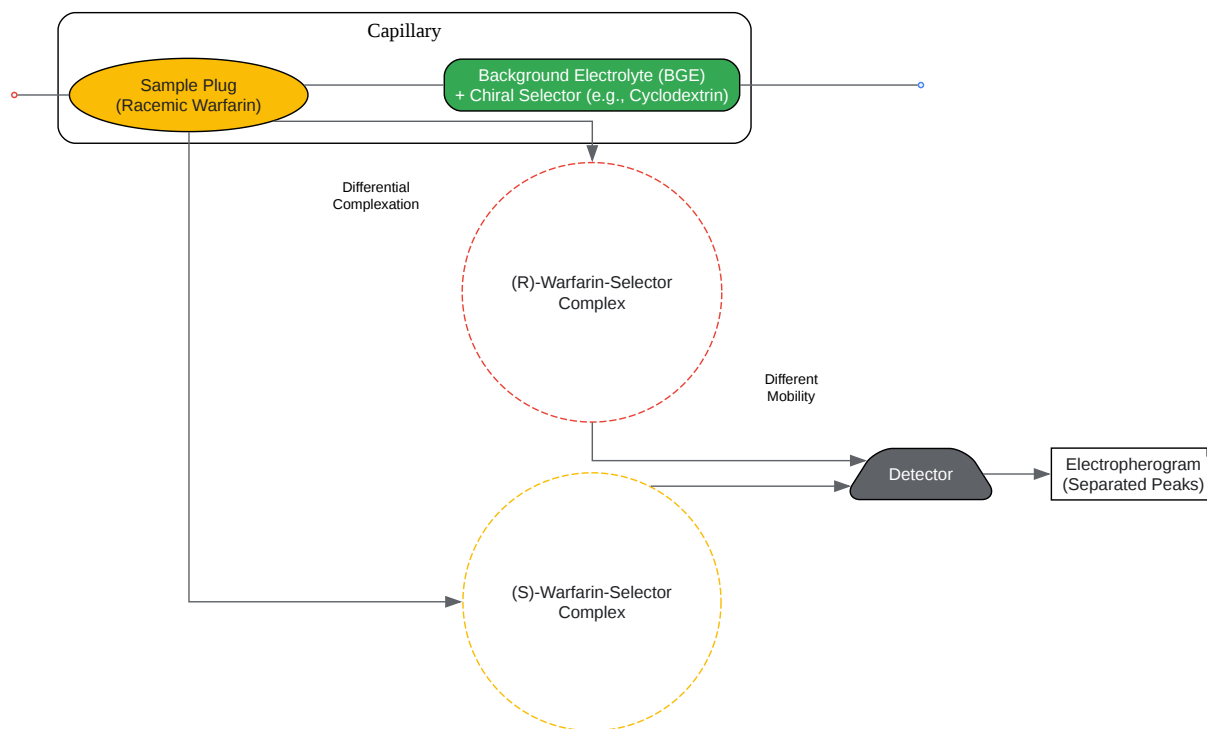 Capillary
Sample Plug
(Racemic Warfarin)
Background Electrolyte (BGE)
+ Chiral Selector (e.g., Cyclodextrin)
Differential
Complexation
(R)-Warfarin-Selector
Complex
Different
Mobility
Detector
Electropherogram
(Separated Peaks)
(S)-Warfarin-Selector
Complex